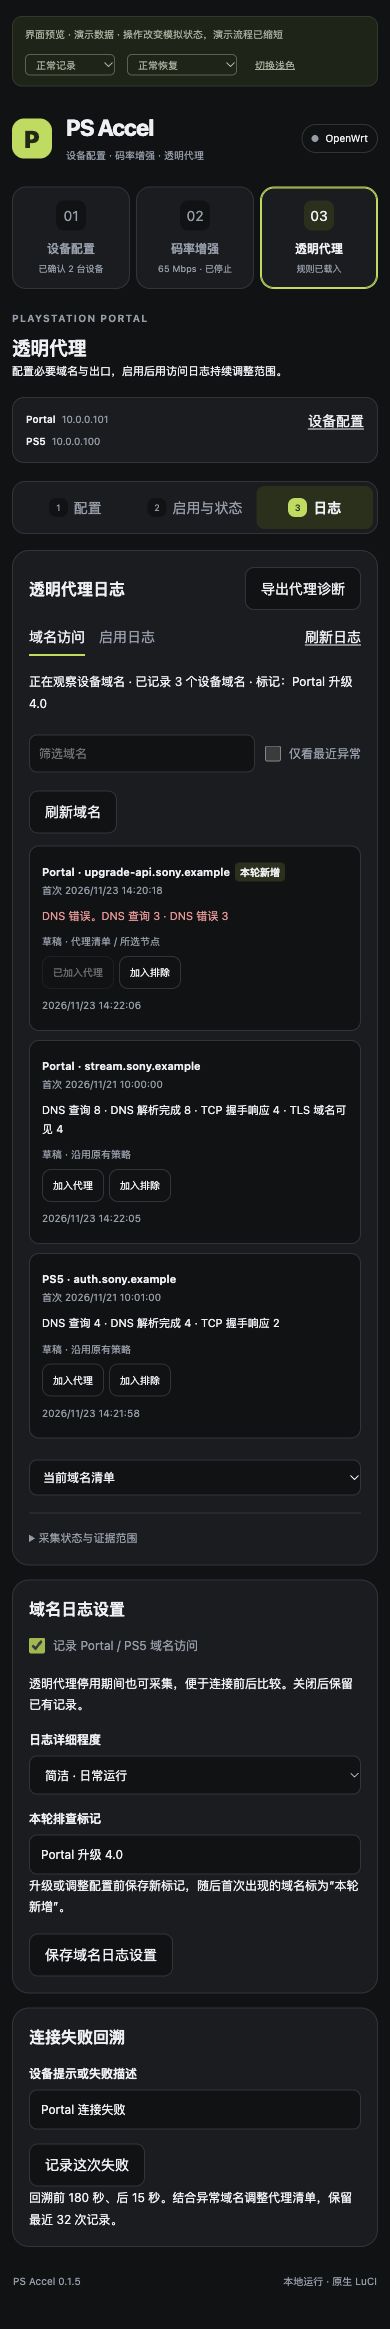 界面预览 · 演示数据 · 操作改变模拟状态，演示流程已缩短
正常记录 正常恢复 切换浅色
P PS Accel
设备配置 · 码率增强 · 透明代理
OpenWrt
01
设备配置
已确认 2 台设备
02
码率增强
65 Mbps · 已停止
03
透明代理
规则已载入
PLAYSTATION PORTAL
透明代理
配置必要域名与出口，启用后用访问日志持续调整范围。
Portal 10.0.0.101
PS5 10.0.0.100
设备配置
1 配置 2 启用与状态 3 日志
透明代理日志 导出代理诊断
域名访问 启用日志 刷新日志
正在观察设备域名 · 已记录 3 个设备域名 · 标记：Portal 升级
4.0
筛选域名 仅看最近异常
刷新域名
Portal · upgrade-api.sony.example 本轮新增
首次 2026/11/23 14:20:18
DNS 错误。DNS 查询 3 · DNS 错误 3
草稿 · 代理清单 / 所选节点
已加入代理 加入排除
2026/11/23 14:22:06
Portal · stream.sony.example
首次 2026/11/21 10:00:00
DNS 查询 8 · DNS 解析完成 8 · TCP 握手响应 4 · TLS 域名可
见 4
草稿 · 沿用原有策略
加入代理 加入排除
2026/11/23 14:22:05
PS5 · auth.sony.example
首次 2026/11/21 10:01:00
DNS 查询 4 · DNS 解析完成 4 · TCP 握手响应 2
草稿 · 沿用原有策略
加入代理 加入排除
2026/11/23 14:21:58
当前域名清单
采集状态与证据范围
域名日志设置
记录 Portal / PS5 域名访问
透明代理停用期间也可采集，便于连接前后比较。关闭后保留
已有记录。
日志详细程度
简洁 · 日常运行
本轮排查标记
Portal 升级 4.0
升级或调整配置前保存新标记，随后首次出现的域名标为“本轮
新增”。
保存域名日志设置
连接失败回溯
设备提示或失败描述
Portal 连接失败
记录这次失败
回溯前 180 秒、后 15 秒。结合异常域名调整代理清单，保留
最近 32 次记录。
PS Accel 0.1.5 本地运行 · 原生 LuCI